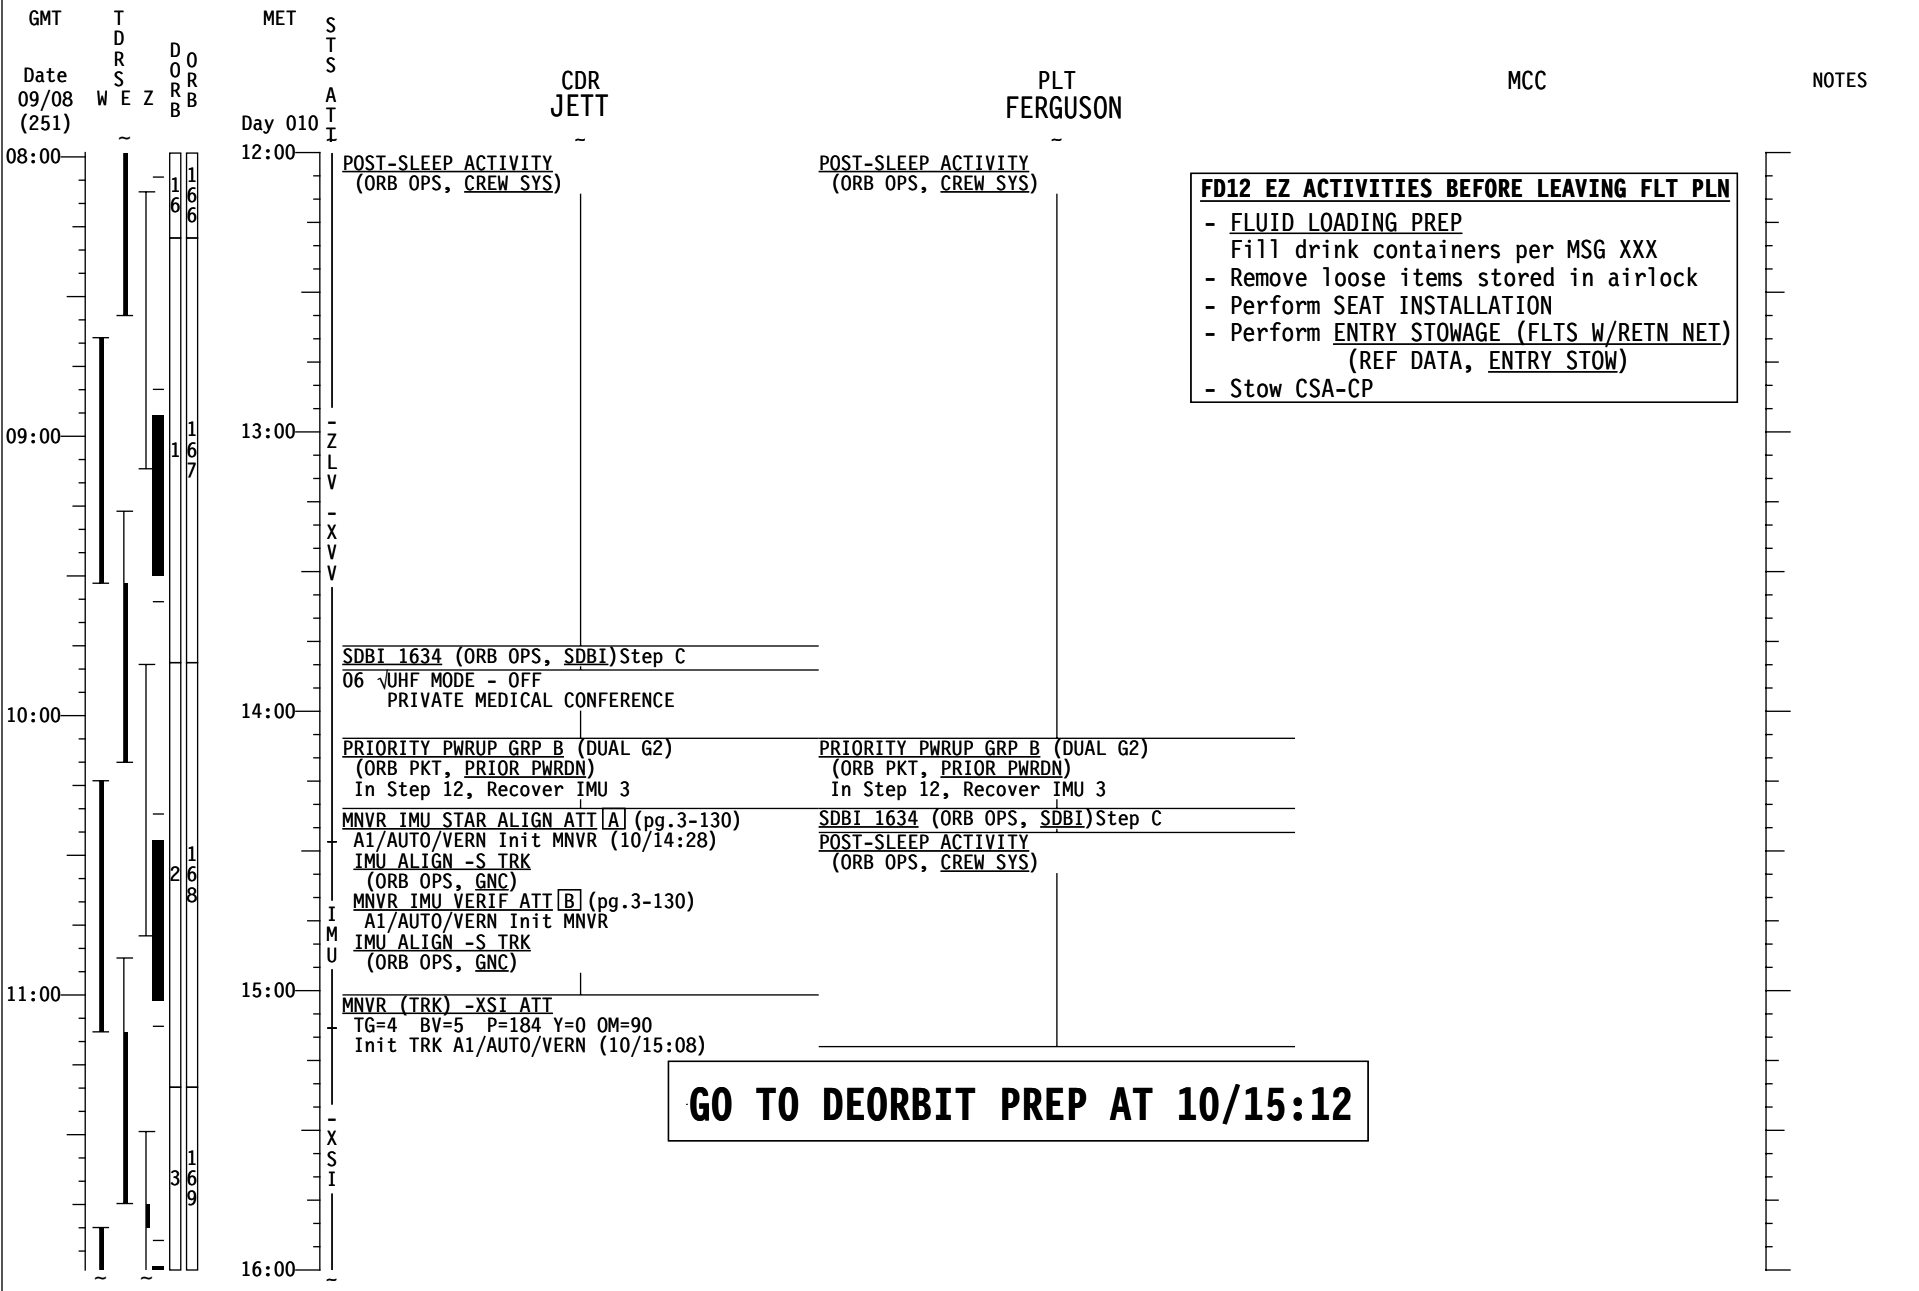 GMT
TDRS
W E Z
DORB
ORB
MET
STS ATT
Date
09/08
(251)
Day 010
CDR
JETT
PLT
FERGUSON
MCC
NOTES
~
~
~
~
08:00
09:00
10:00
11:00
16
1
2
3
166
167
168
169
12:00
13:00
14:00
15:00
16:00
-ZLV -XVV
IMU
-XSI
~ ~
~
POST-SLEEP ACTIVITY
(ORB OPS, CREW SYS)
SDBI 1634 (ORB OPS, SDBI)Step C
06 √UHF MODE - OFF
PRIVATE MEDICAL CONFERENCE
PRIORITY PWRUP GRP B (DUAL G2)
(ORB PKT, PRIOR PWRDN)
In Step 12, Recover IMU 3
MNVR IMU STAR ALIGN ATT A (pg.3-130)
A1/AUTO/VERN Init MNVR (10/14:28)
IMU ALIGN -S TRK
(ORB OPS, GNC)
MNVR IMU VERIF ATT B (pg.3-130)
A1/AUTO/VERN Init MNVR
IMU ALIGN -S TRK
(ORB OPS, GNC)
MNVR (TRK) -XSI ATT
TG=4 BV=5 P=184 Y=0 OM=90
Init TRK A1/AUTO/VERN (10/15:08)
POST-SLEEP ACTIVITY
(ORB OPS, CREW SYS)
PRIORITY PWRUP GRP B (DUAL G2)
(ORB PKT, PRIOR PWRDN)
In Step 12, Recover IMU 3
SDBI 1634 (ORB OPS, SDBI)Step C
POST-SLEEP ACTIVITY
(ORB OPS, CREW SYS)
FD12 EZ ACTIVITIES BEFORE LEAVING FLT PLN
- FLUID LOADING PREP
Fill drink containers per MSG XXX
- Remove loose items stored in airlock
- Perform SEAT INSTALLATION
- Perform ENTRY STOWAGE (FLTS W/RETN NET)
(REF DATA, ENTRY STOW)
- Stow CSA-CP
GO TO DEORBIT PREP AT 10/15:12